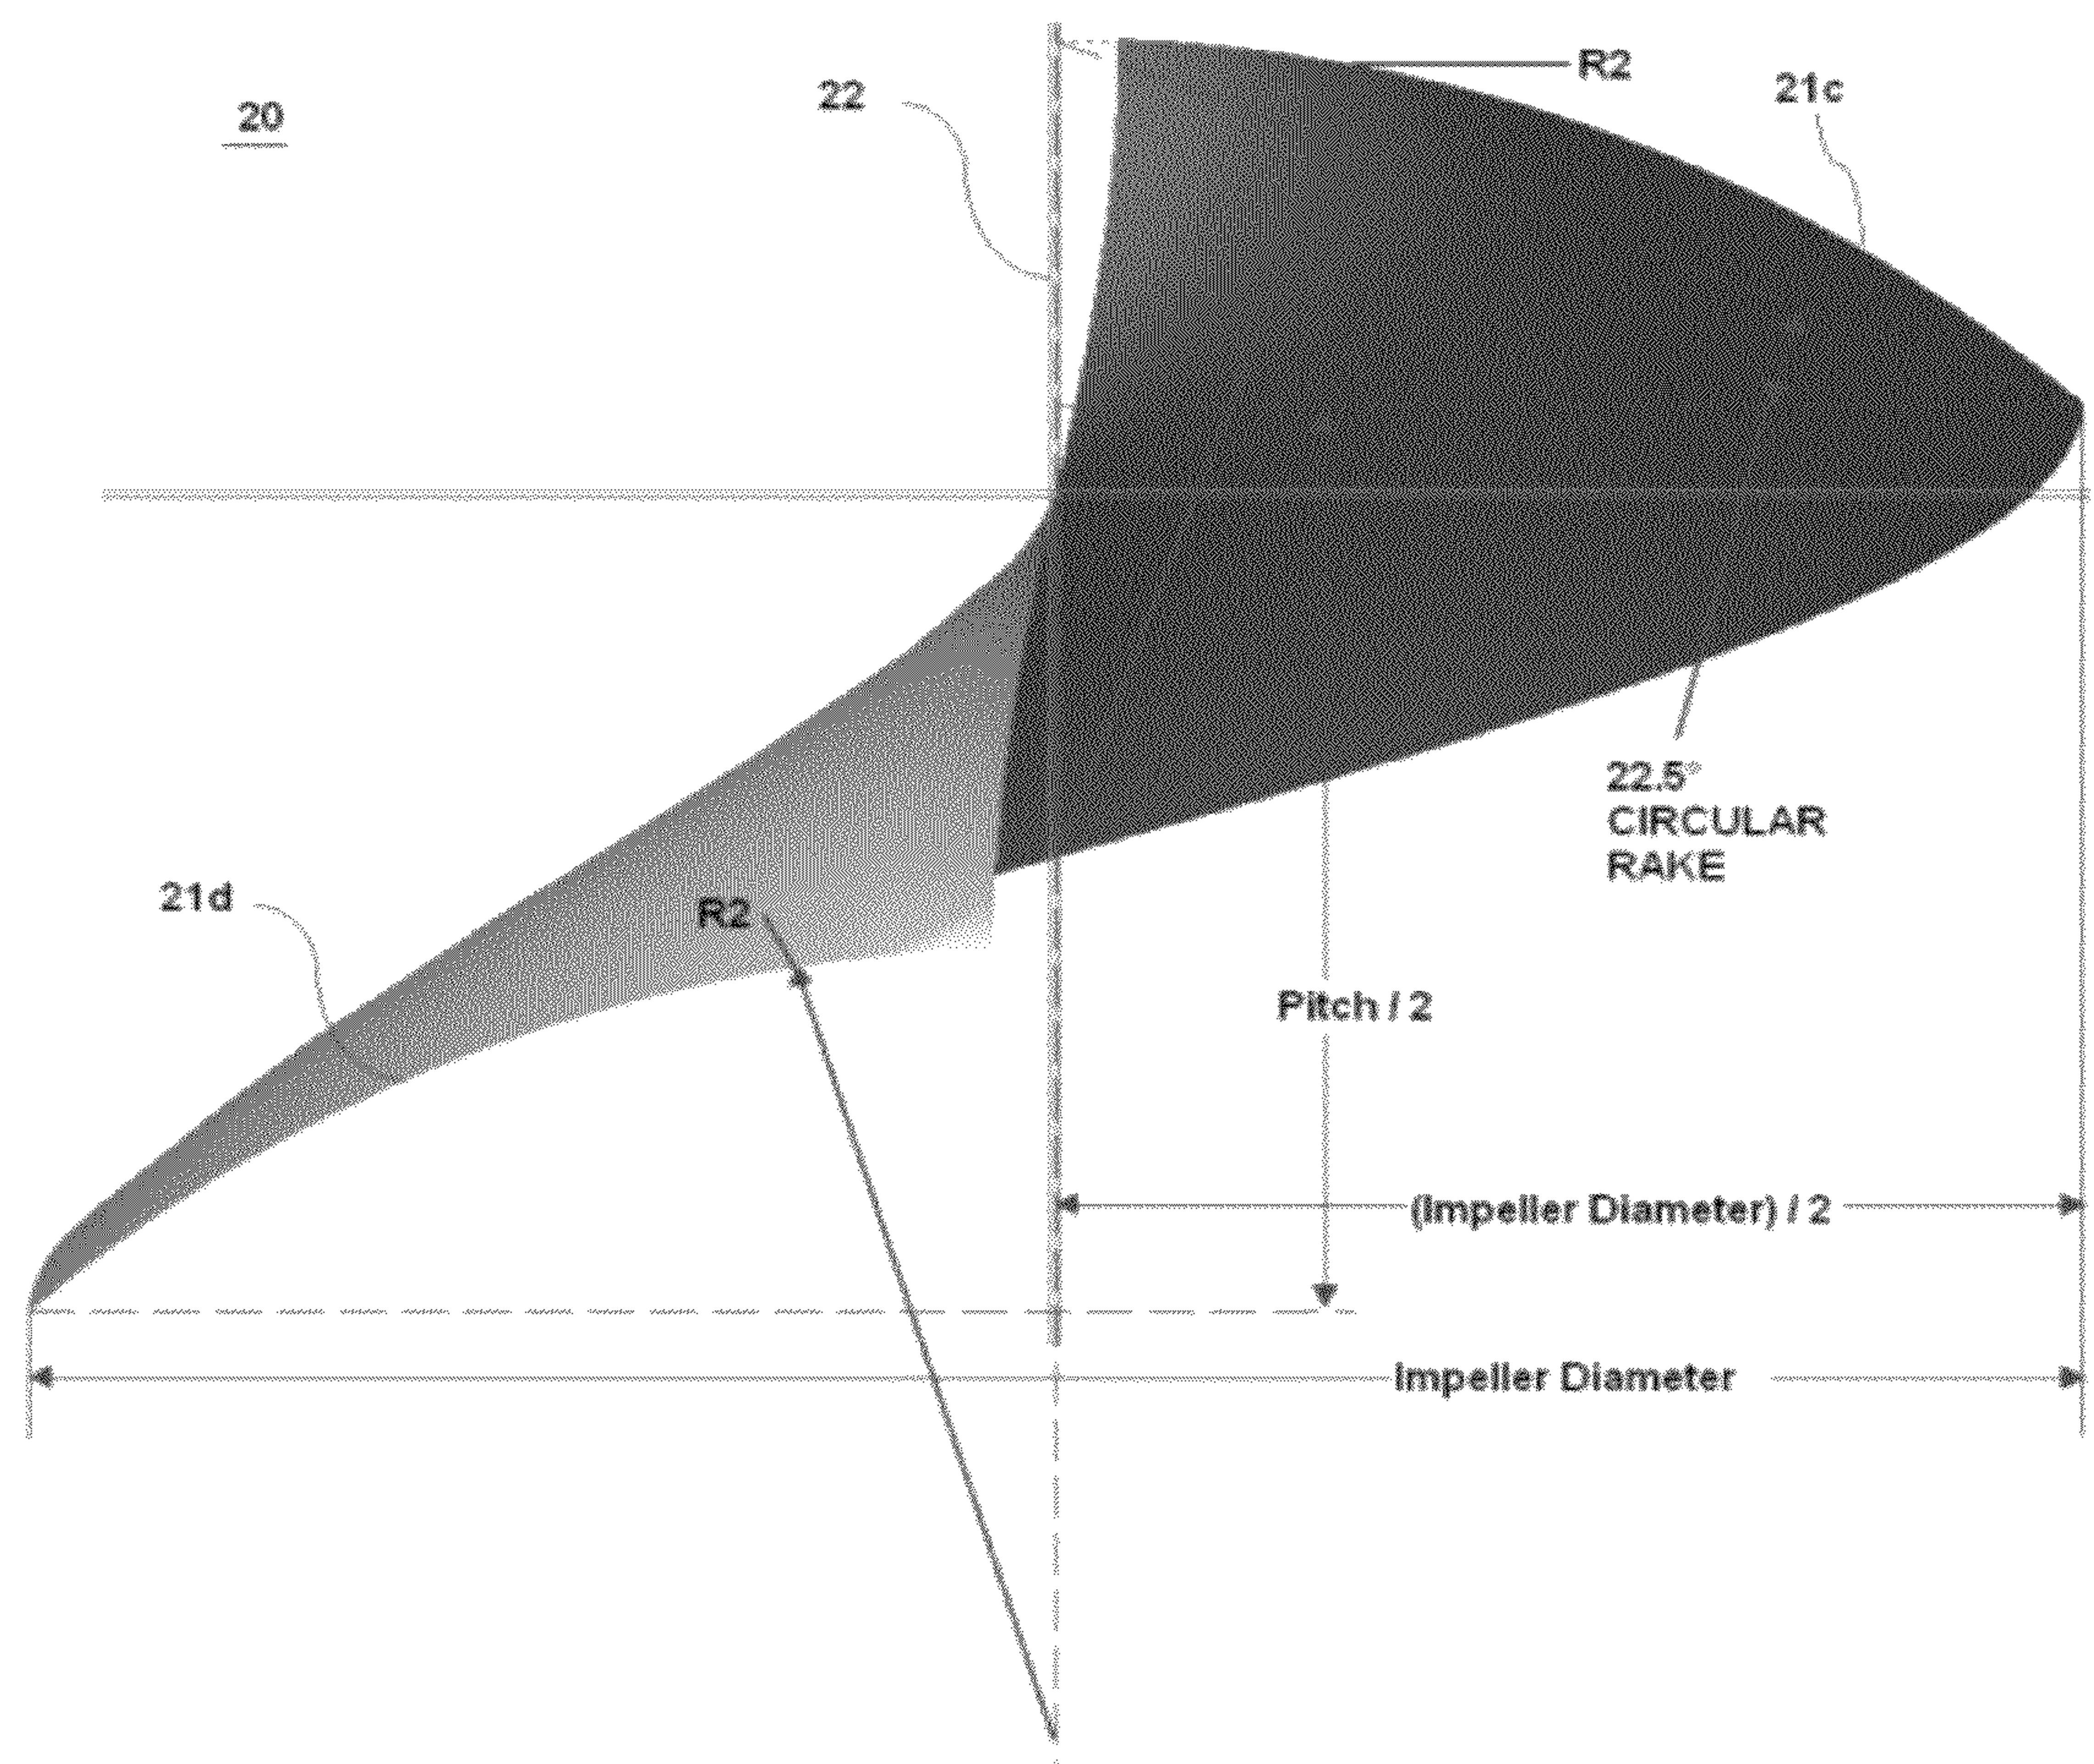 R2
21c
22
20
22.5°
CIRCULAR
RAKE
21d
R2
Pitch / 2
(Impeller Diameter) / 2
Impeller Diameter